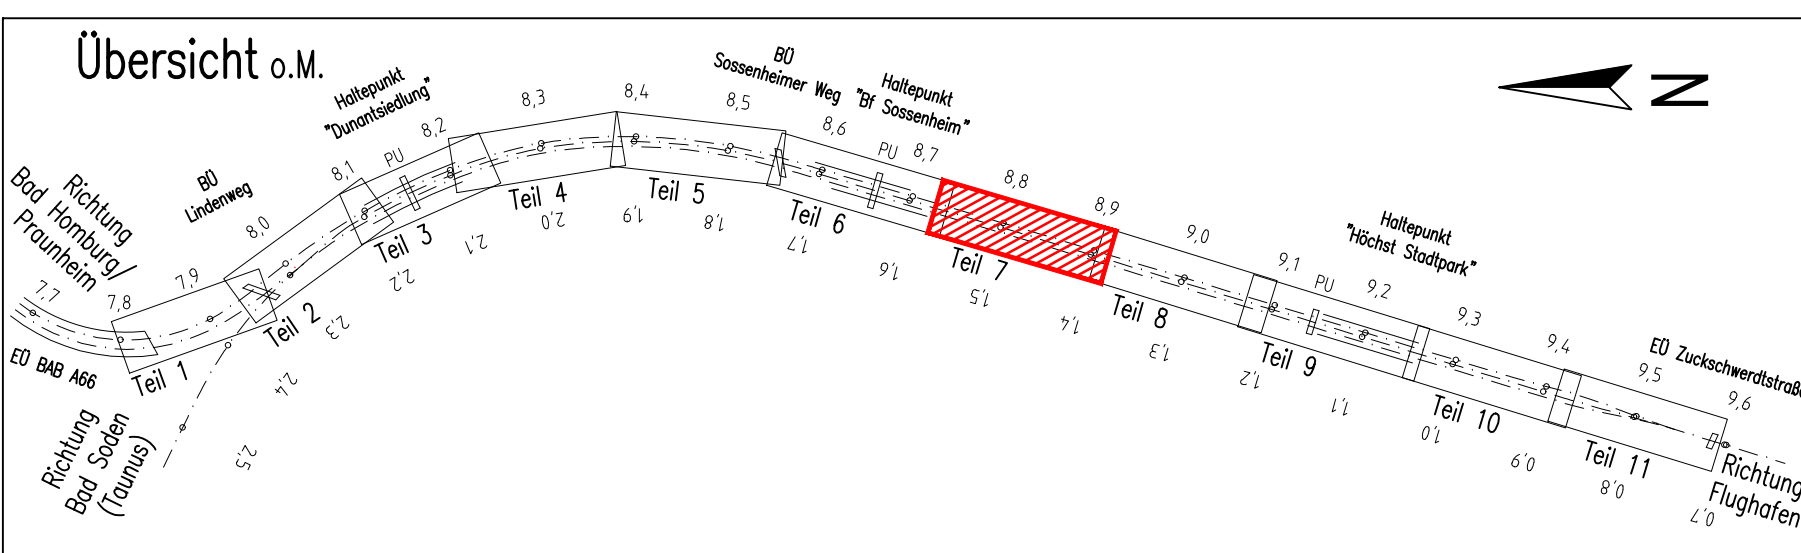 Übersicht o.M.
N
Richtung
Bad Homburg/
Praunheim
7,7
7,8
7,9
8,0
8,1
8,2
8,3
8,4
8,5
8,6
8,7
8,8
8,9
9,0
9,1
9,2
9,3
9,4
9,5
9,6
BÜ
Lindenweg
Haltepunkt
"Dunantsiedlung"
PU
BÜ
Sossenheimer Weg
Haltepunkt
"Bf Sossenheim"
PU
Haltepunkt
"Höchst Stadtpark"
PU
EÜ Zuckschwerdtstraße
EÜ BAB A66
Teil 1
Teil 2
Teil 3
Teil 4
Teil 5
Teil 6
Teil 7
Teil 8
Teil 9
Teil 10
Teil 11
Richtung
Bad Soden
(Taunus)
2,5
2,4
2,3
2,2
2,1
2,0
1,9
1,8
1,7
1,6
1,5
1,4
1,3
1,2
1,1
1,0
0,9
0,8
0,7
Richtung
Flughafen